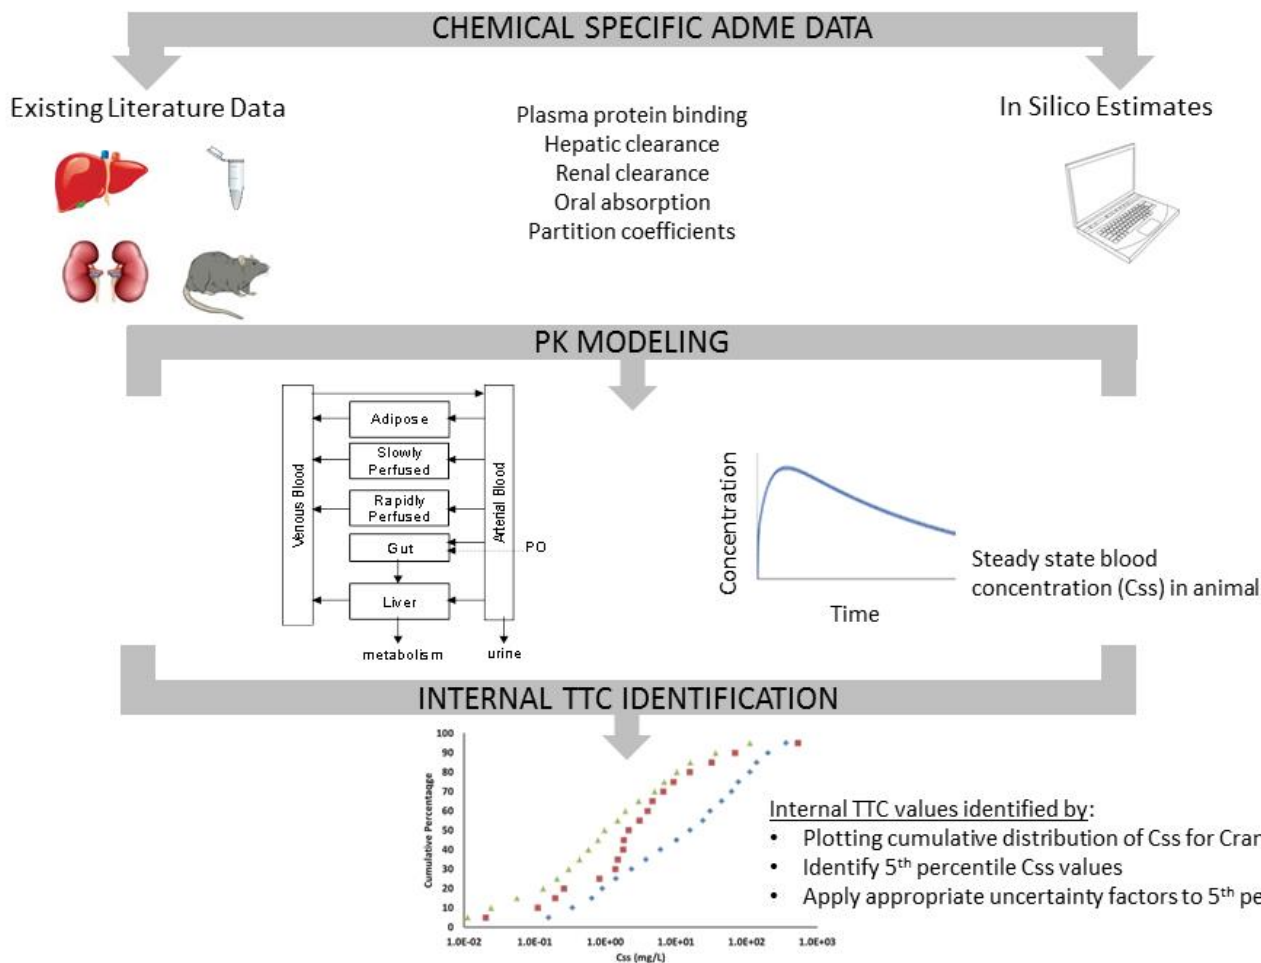 CHEMICAL SPECIFIC ADME DATA
Existing Literature Data
Plasma protein binding
Hepatic clearance
Renal clearance
Oral absorption
Partition coefficients
In Silico Estimates
PK MODELING
Venous Blood
Adipose
Slowly
Perfused
Rapidly
Perfused
Gut
Liver
Arterial Blood
PO
metabolism
urine
Concentration
Time
Steady state blood
concentration (Css) in animal
INTERNAL TTC IDENTIFICATION
Cumulative Percentaqge
100
90
80
70
60
50
40
30
20
10
0
1.0E-02 1.0E-01 1.0E+00 1.0E+01 1.0E+02 1.0E+03
Css (mg/L)
Internal TTC values identified by:
• Plotting cumulative distribution of Css for Cran
• Identify 5th percentile Css values
• Apply appropriate uncertainty factors to 5th pe